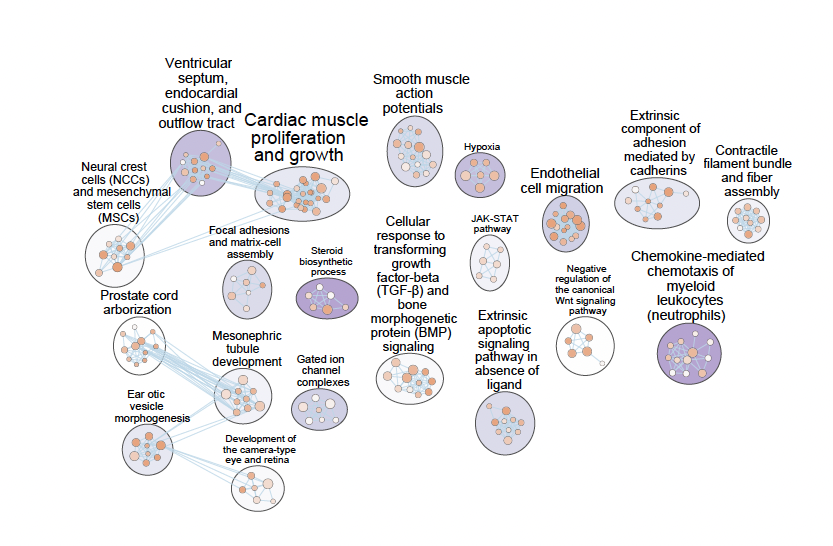 Ventricular
septum,
endocardial
cushion, and
outflow tract
Cardiac muscle
proliferation
and growth
Smooth muscle
action
potentials
Hypoxia
Extrinsic
component of
adhesion
mediated by
cadherins
Contractile
filament bundle
and fiber
assembly
Neural crest
cells (NCCs)
and mesenchymal
stem cells
(MSCs)
Endothelial
cell migration
Focal adhesions
and matrix-cell
assembly
Steroid
biosynthetic
process
Cellular
response to
transforming
growth
factor-beta
(TGF-β) and
bone
morphogenetic
protein (BMP)
signaling
JAK-STAT
pathway
Negative
regulation of
the canonical
Wnt signaling
pathway
Chemokine-mediated
chemotaxis of
myeloid
leukocytes
(neutrophils)
Prostate cord
arborization
Mesonephric
tubule
development
Gated ion
channel
complexes
Extrinsic
apoptotic
signaling
pathway in
absence of
ligand
Ear otic
vesicle
morphogenesis
Development of
the camera-type
eye and retina